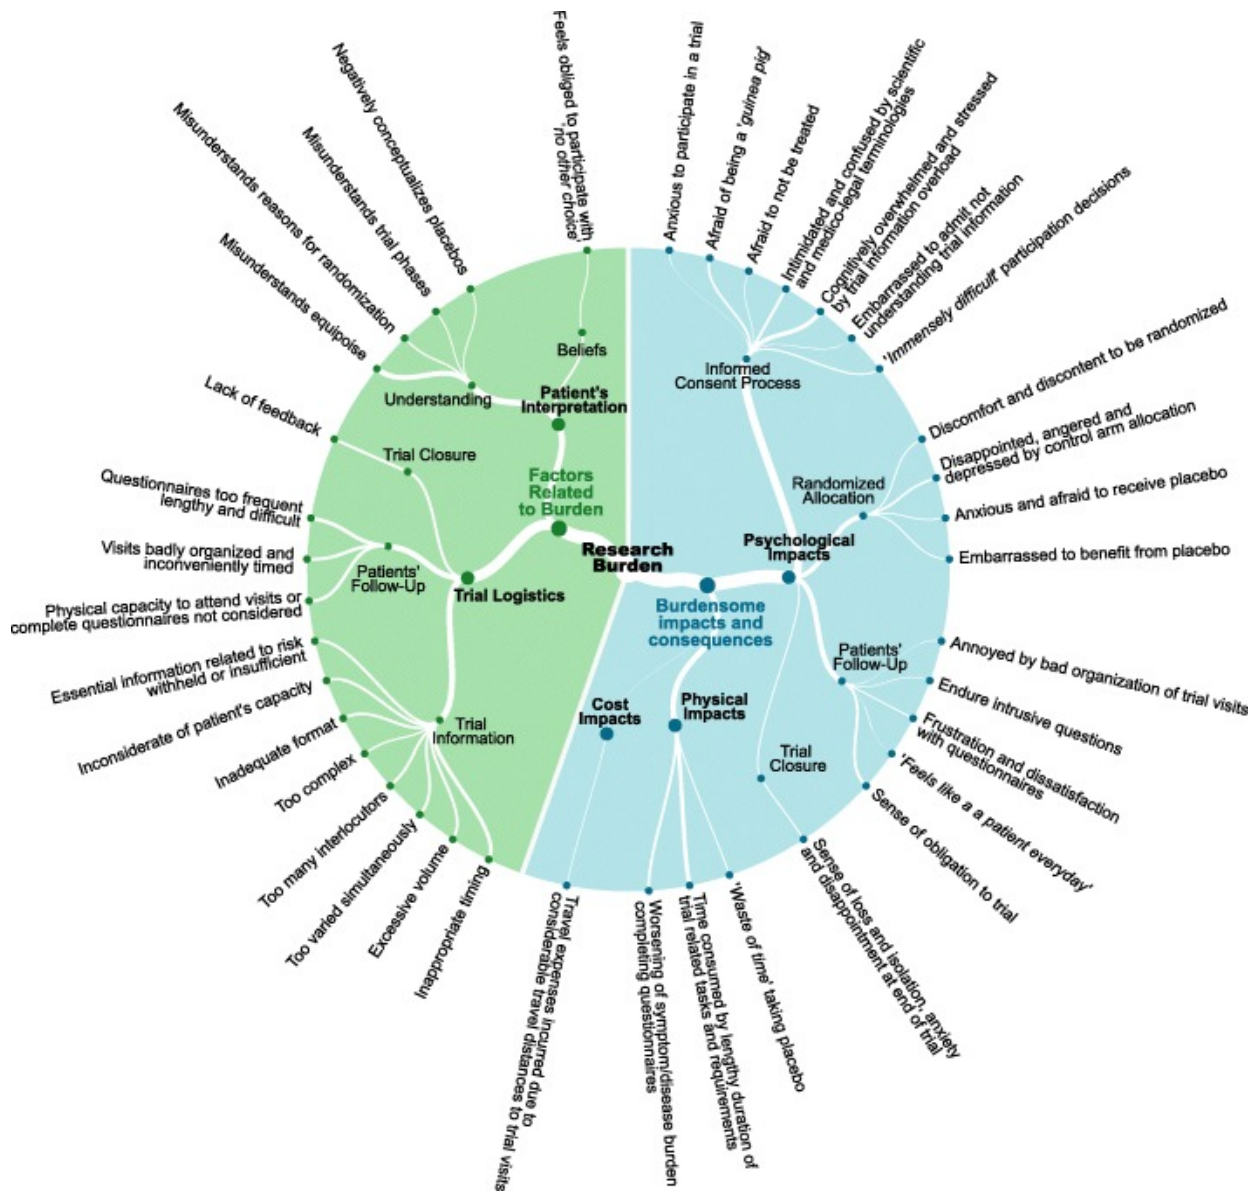 Feels obliged to participate with
'no other choice'
Negatively conceptualizes placebos
Misunderstands trial phases
Misunderstands reasons for randomization
Misunderstands equipoise
Lack of feedback
Questionnaires too frequent
lengthy and difficult
Visits badly organized and
inconveniently timed
Physical capacity to attend visits or
complete questionnaires not considered
Essential information related to risk
withheld or insufficient
Inconsiderate of patient's capacity
Inadequate format
Too complex
Too many interlocutors
Too varied simultaneously
Excessive volume
Inappropriate timing
Beliefs
Understanding
Patient's
Interpretation
Trial Closure
Factors
Related
to Burden
Patients'
Follow-Up
Trial Logistics
Trial
Information
Research
Burden
Anxious to participate in a trial
Afraid of being a 'guinea pig'
Afraid to not be treated
Intimidated and confused by scientific
and medico-legal terminologies
Cognitively overwhelmed and stressed
by trial information overload
Embarrassed to admit not
understanding trial information
'Immensely difficult' participation decisions
Discomfort and discontent to be randomized
Disappointed, angered and
depressed by control arm allocation
Anxious and afraid to receive placebo
Embarrassed to benefit from placebo
Annoyed by bad organization of trial visits
Endure intrusive questions
Frustration and dissatisfaction
with questionnaires
'Feels like a a patient everyday'
Sense of obligation to trial
Sense of loss and isolation, anxiety
and disappointment at end of trial
'Waste of time' taking placebo
Time consumed by lengthy duration of
trial related tasks and requirements
Worsening of symptom/disease burden
completing questionnaires
Travel expenses incurred due to
considerable travel distances to trial visits
Informed
Consent Process
Randomized
Allocation
Psychological
Impacts
Burdensome
impacts and
consequences
Patients'
Follow-Up
Cost
Impacts
Physical
Impacts
Trial
Closure